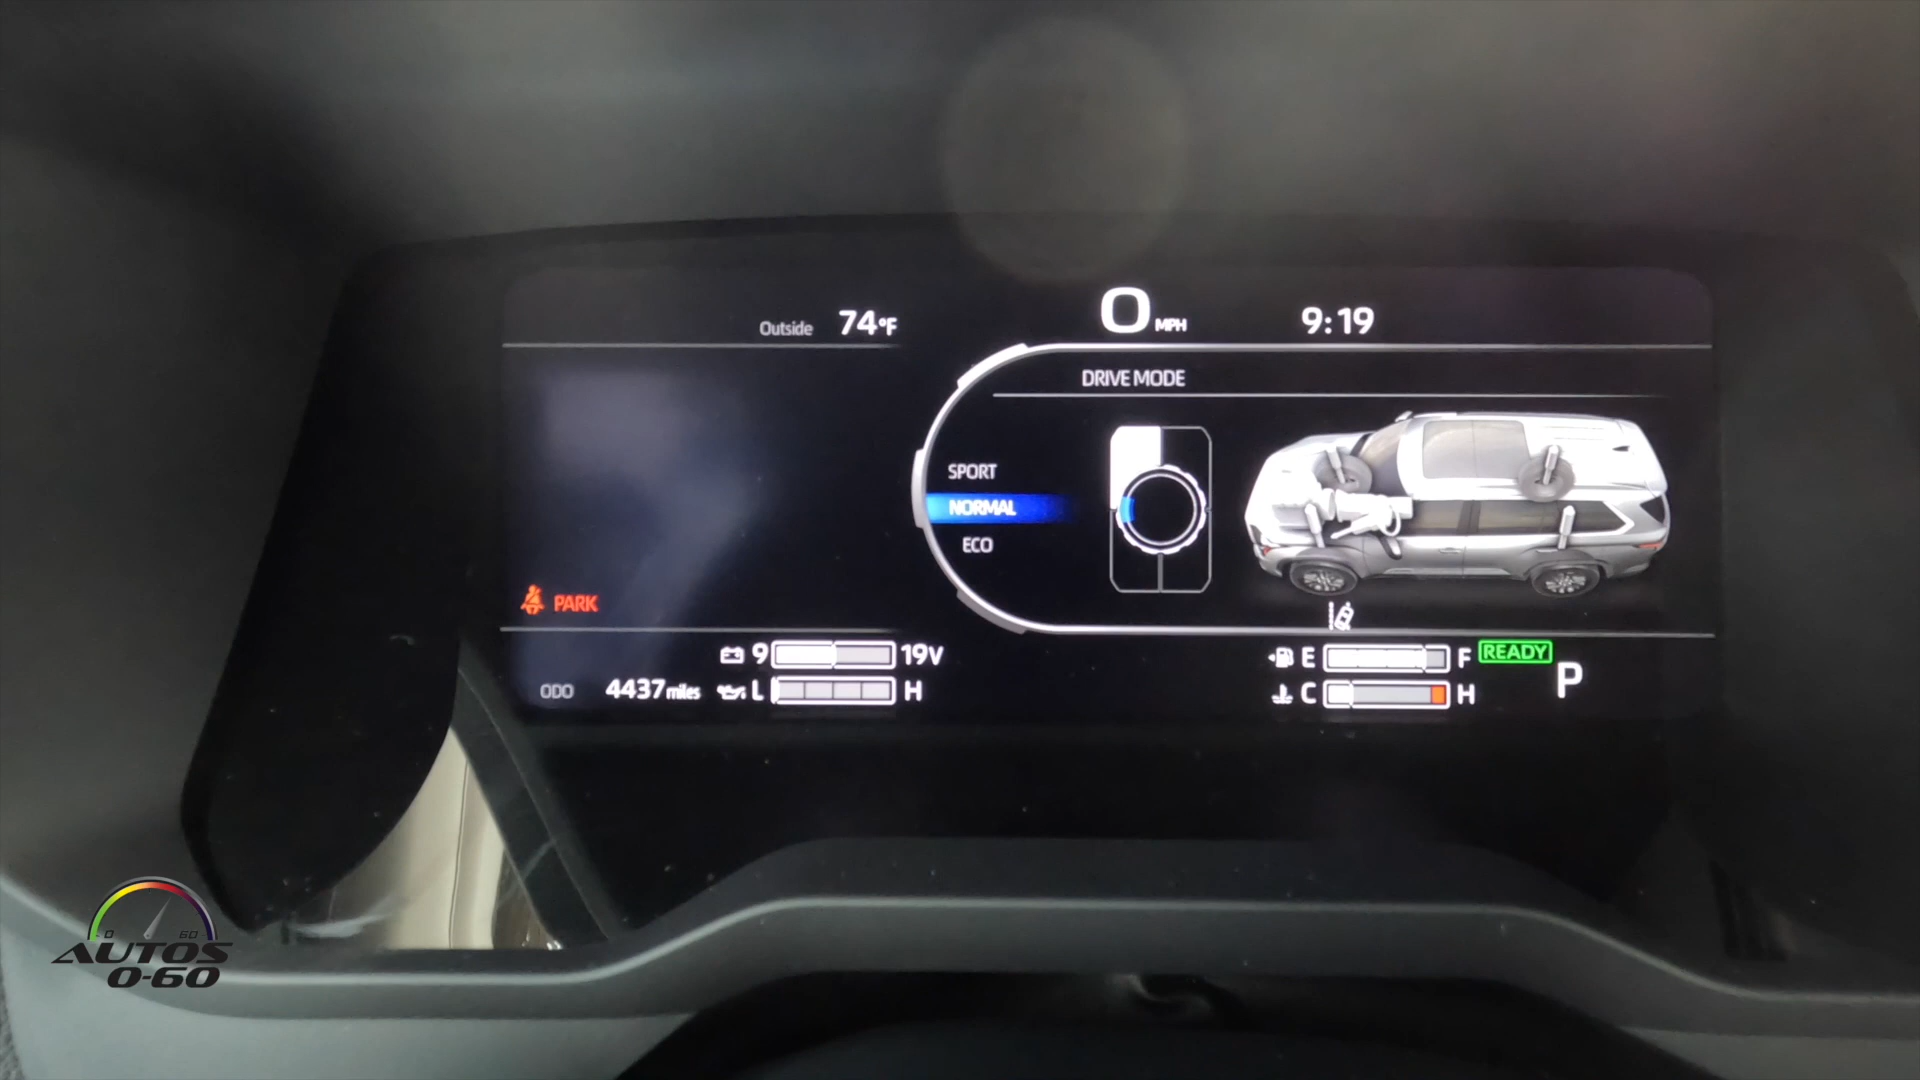 Outside 74°F
0 MPH
9:19
DRIVE MODE
SPORT
NORMAL
ECO
PARK
9 19V
ODO 4437 miles L H
E F READY
C H
P
0 60
AUTOS
0-60